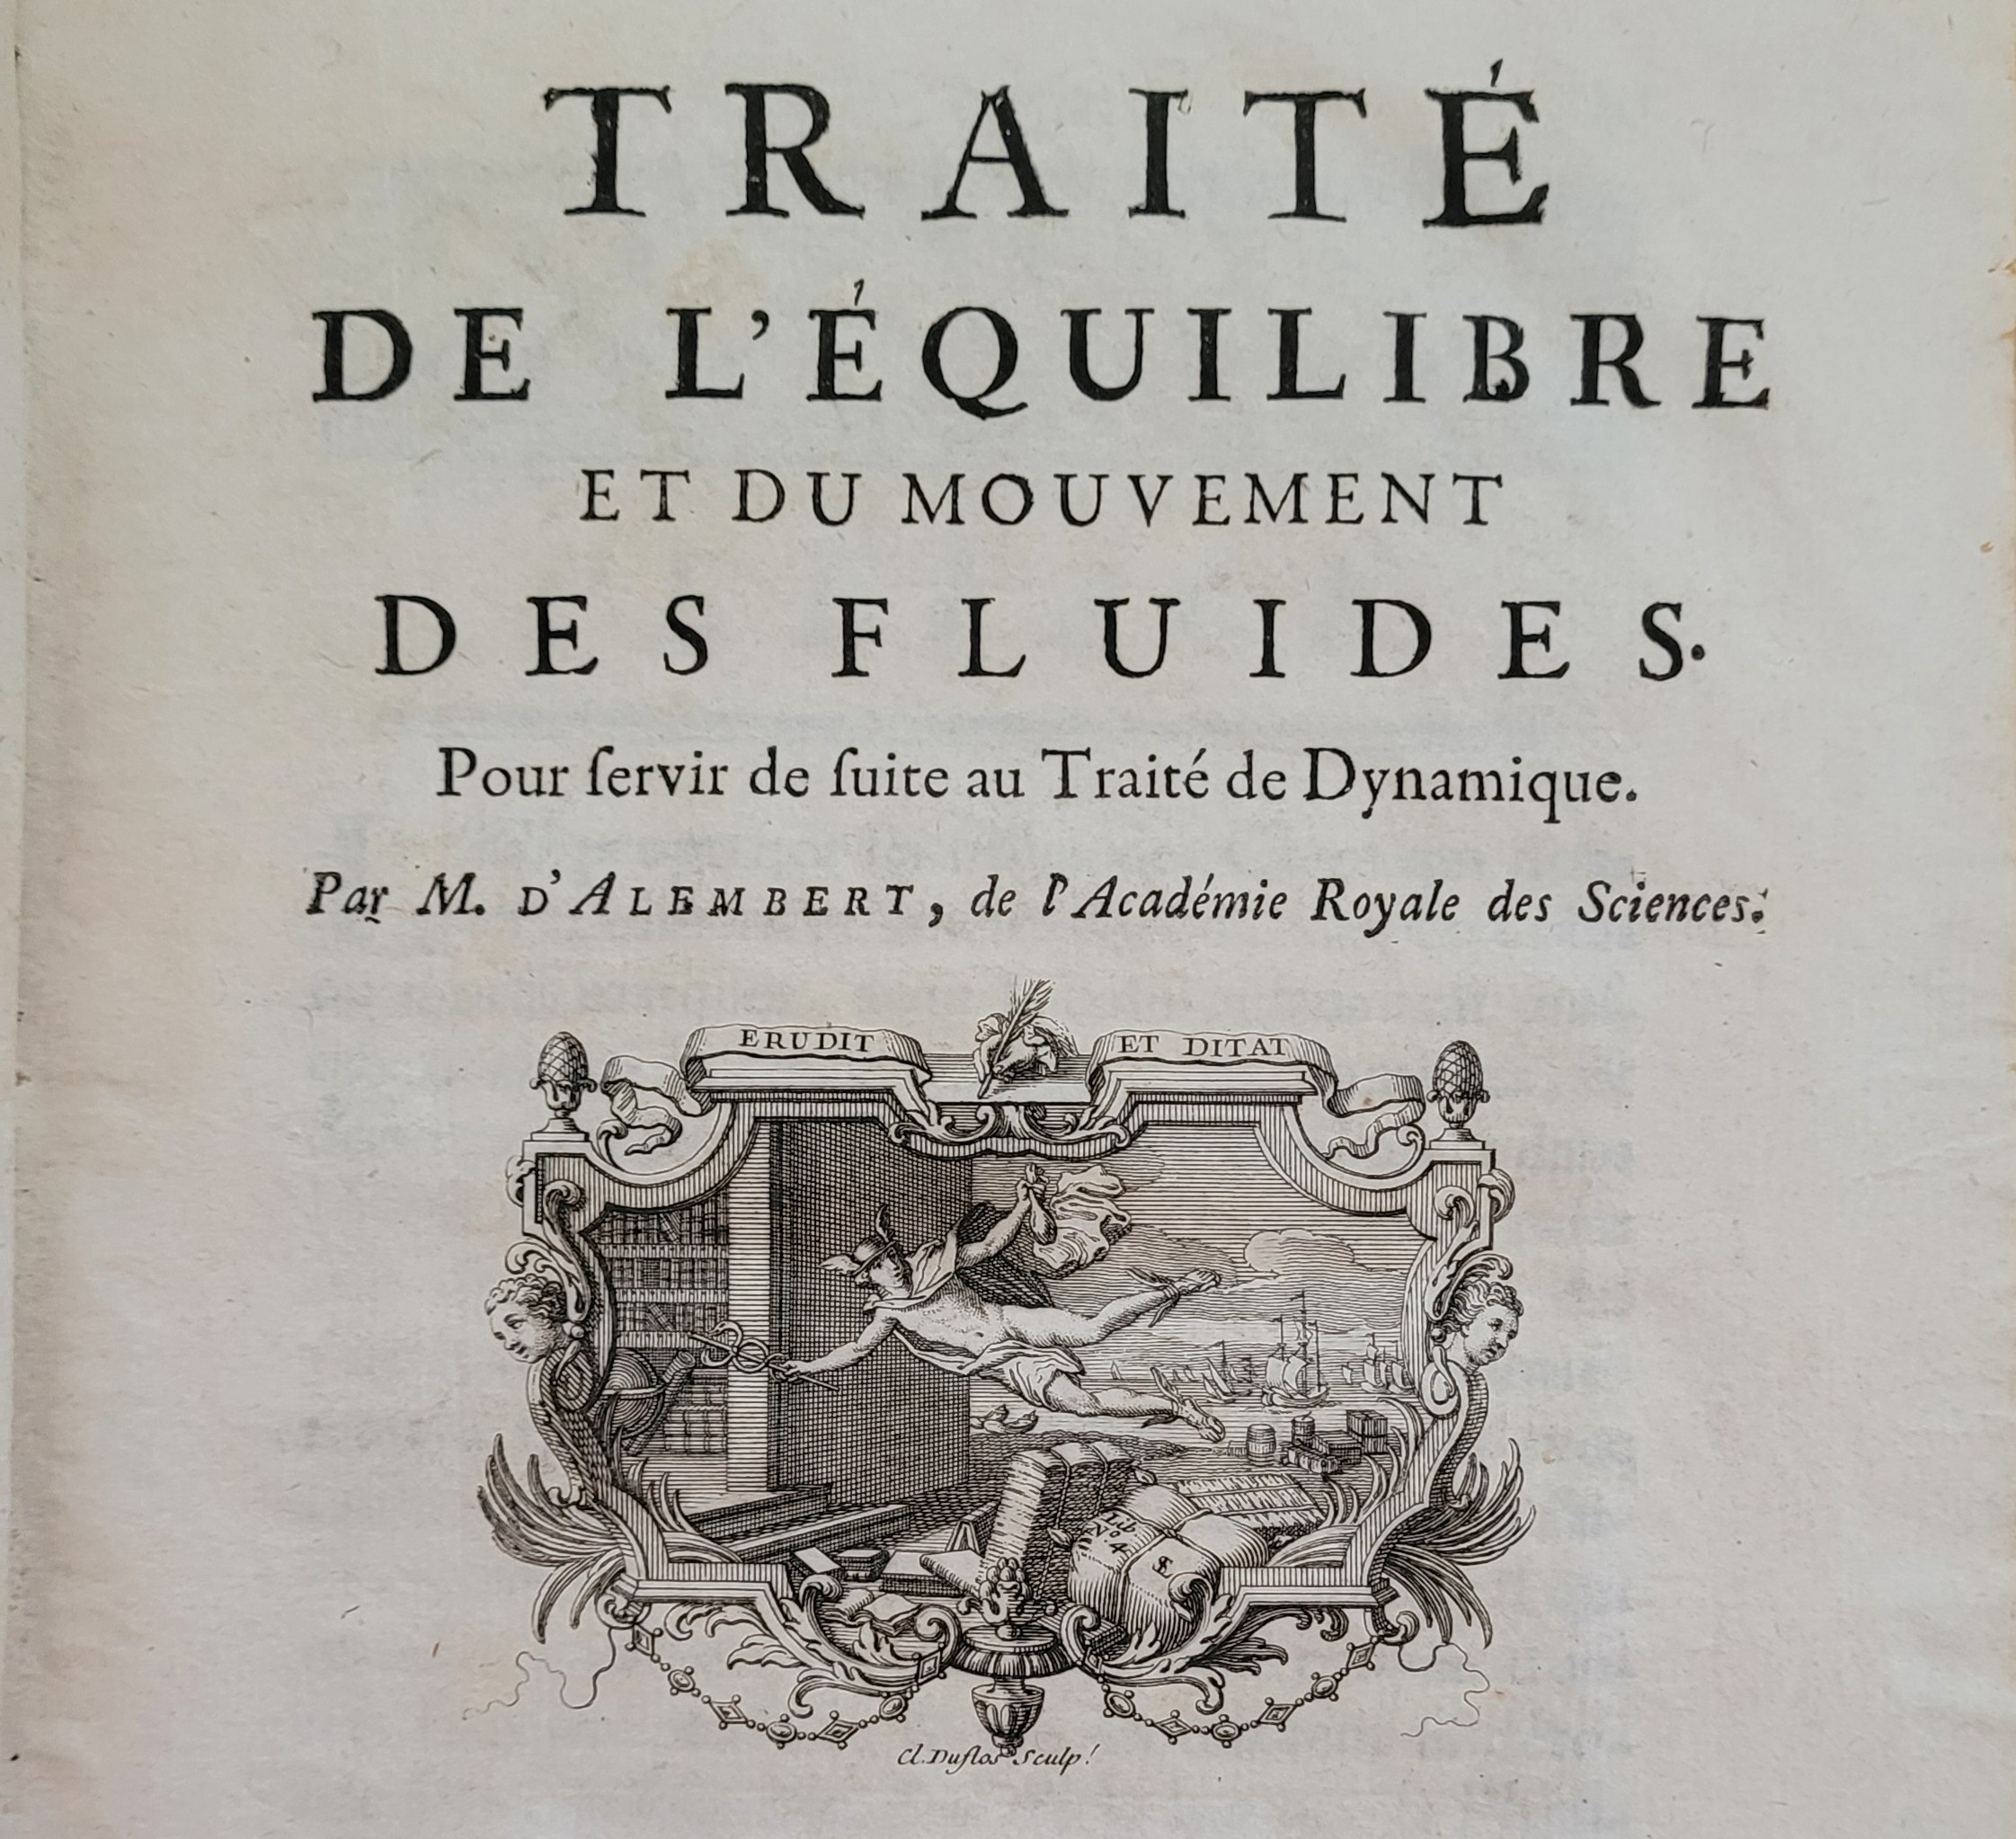 TRAITÉ
DE L'ÉQUILIBRE
ET DU MOUVEMENT
DES FLUIDES.
Pour ſervir de ſuite au Traité de Dynamique.
Par M. D'ALEMBERT, de l'Académie Royale des Sciences.
ERUDIT ET DITAT
Lib.
N° 4
Cl. Duflos Sculp!